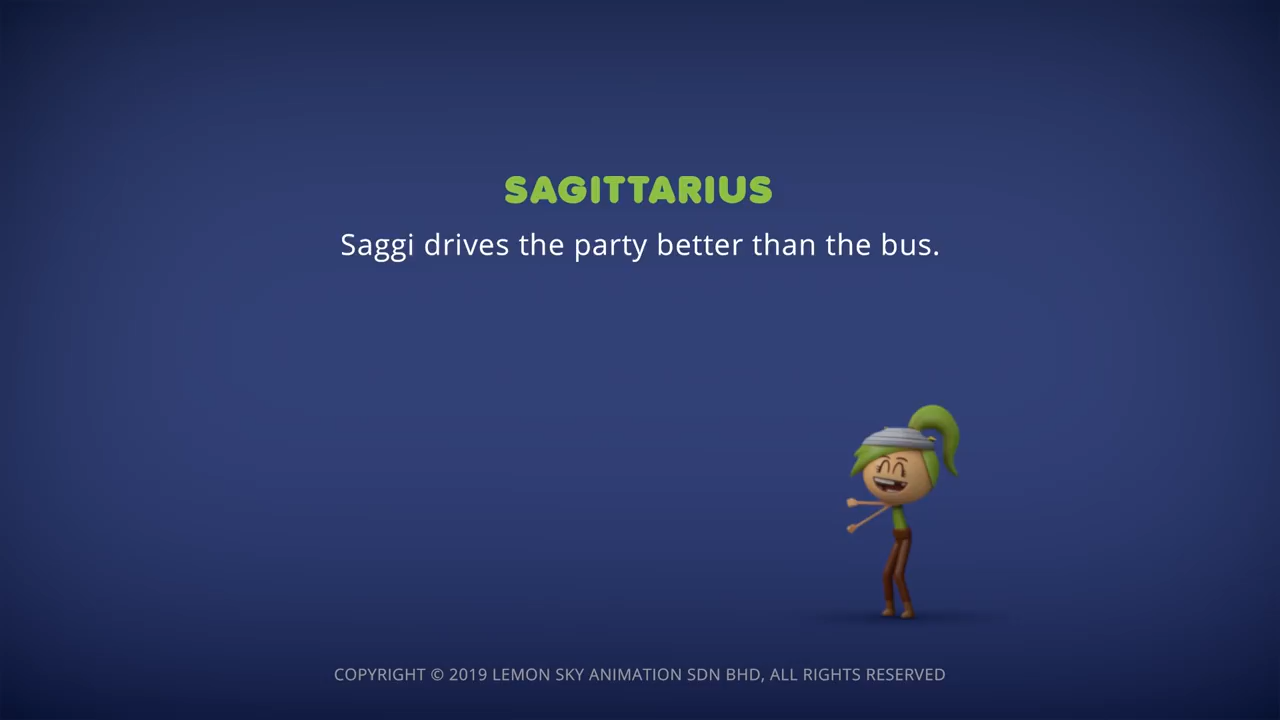 SAGITTARIUS
Saggi drives the party better than the bus.
COPYRIGHT © 2019 LEMON SKY ANIMATION SDN BHD, ALL RIGHTS RESERVED